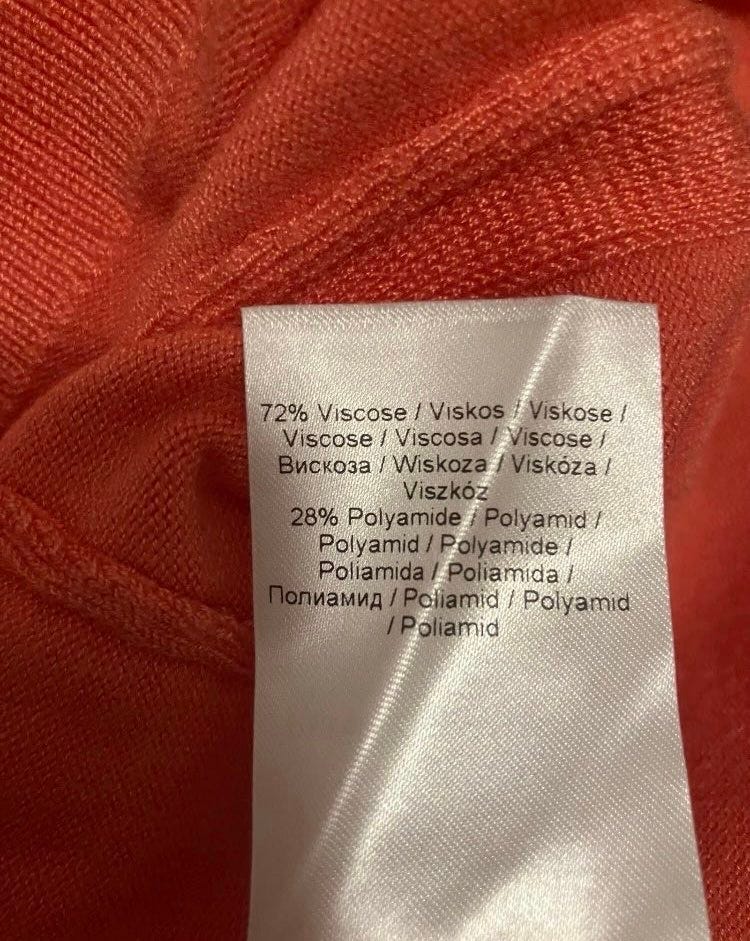 72% Viscose / Viskos / Viskose /
Viscose / Viscosa / Viscose /
Вискоза / Wiskoza / Viskóza /
Viszkóz
28% Polyamide / Polyamid /
Polyamid / Polyamide /
Poliamida / Poliamida /
Полиамид / Poliamid / Polyamid
/ Poliamid